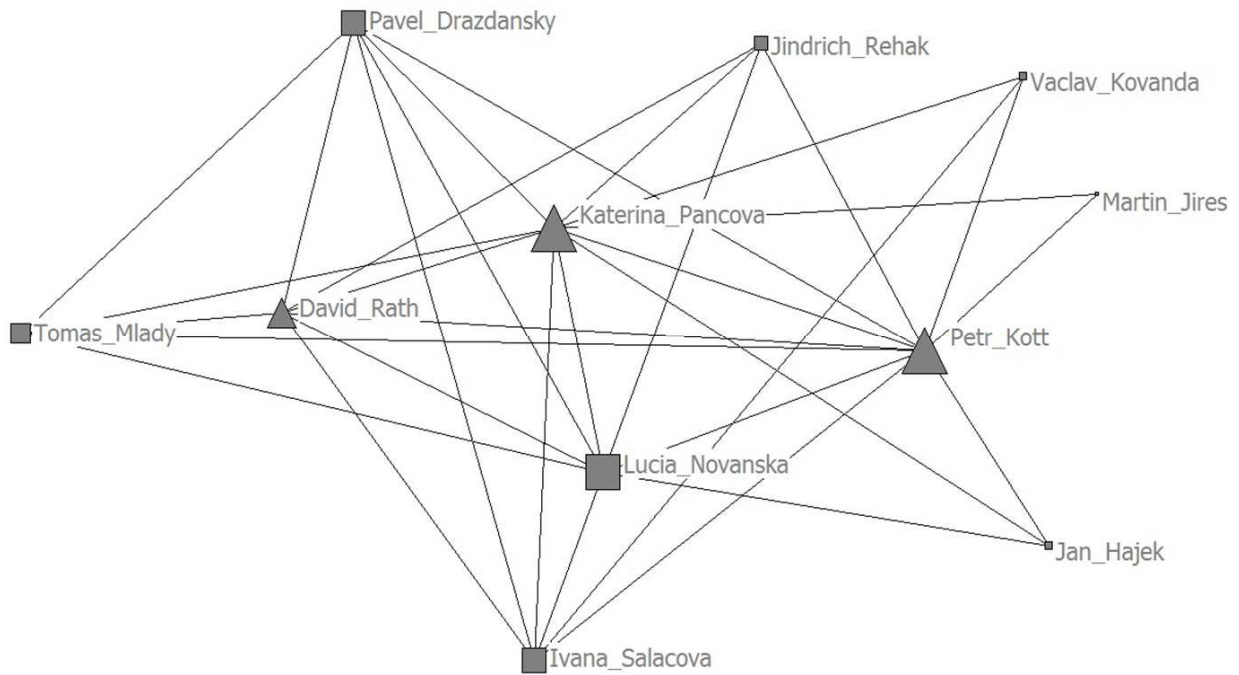 Pavel_Drazdansky
Jindrich_Rehak
Vaclav_Kovanda
Martin_Jires
Katerina_Pancova
David_Rath
Tomas_Mlady
Petr_Kott
Lucia_Novanska
Jan_Hajek
Ivana_Salacova